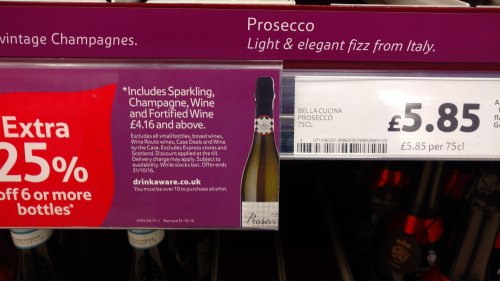 Prosecco
vintage Champagnes.
Light & elegant fizz from Italy.
Extra
25%
off 6 or more
bottles*
*Includes Sparkling,
Champagne, Wine
and Fortified Wine
£4.16 and above.
Excludes all small bottles, boxed wines,
Wine Route wines, Case Deals and Wine
by the Case. Excludes Express stores and
Scotland. Discount applied at the till.
Delivery charge may apply. Subject to
availability. While stocks last. Offer ends
31/10/16.
drinkaware.co.uk
You must be over 18 to purchase alcohol.
Prosecco
BELLA CUCINA
PROSECCO
75CL
£5.85
£5.85 per 75cl